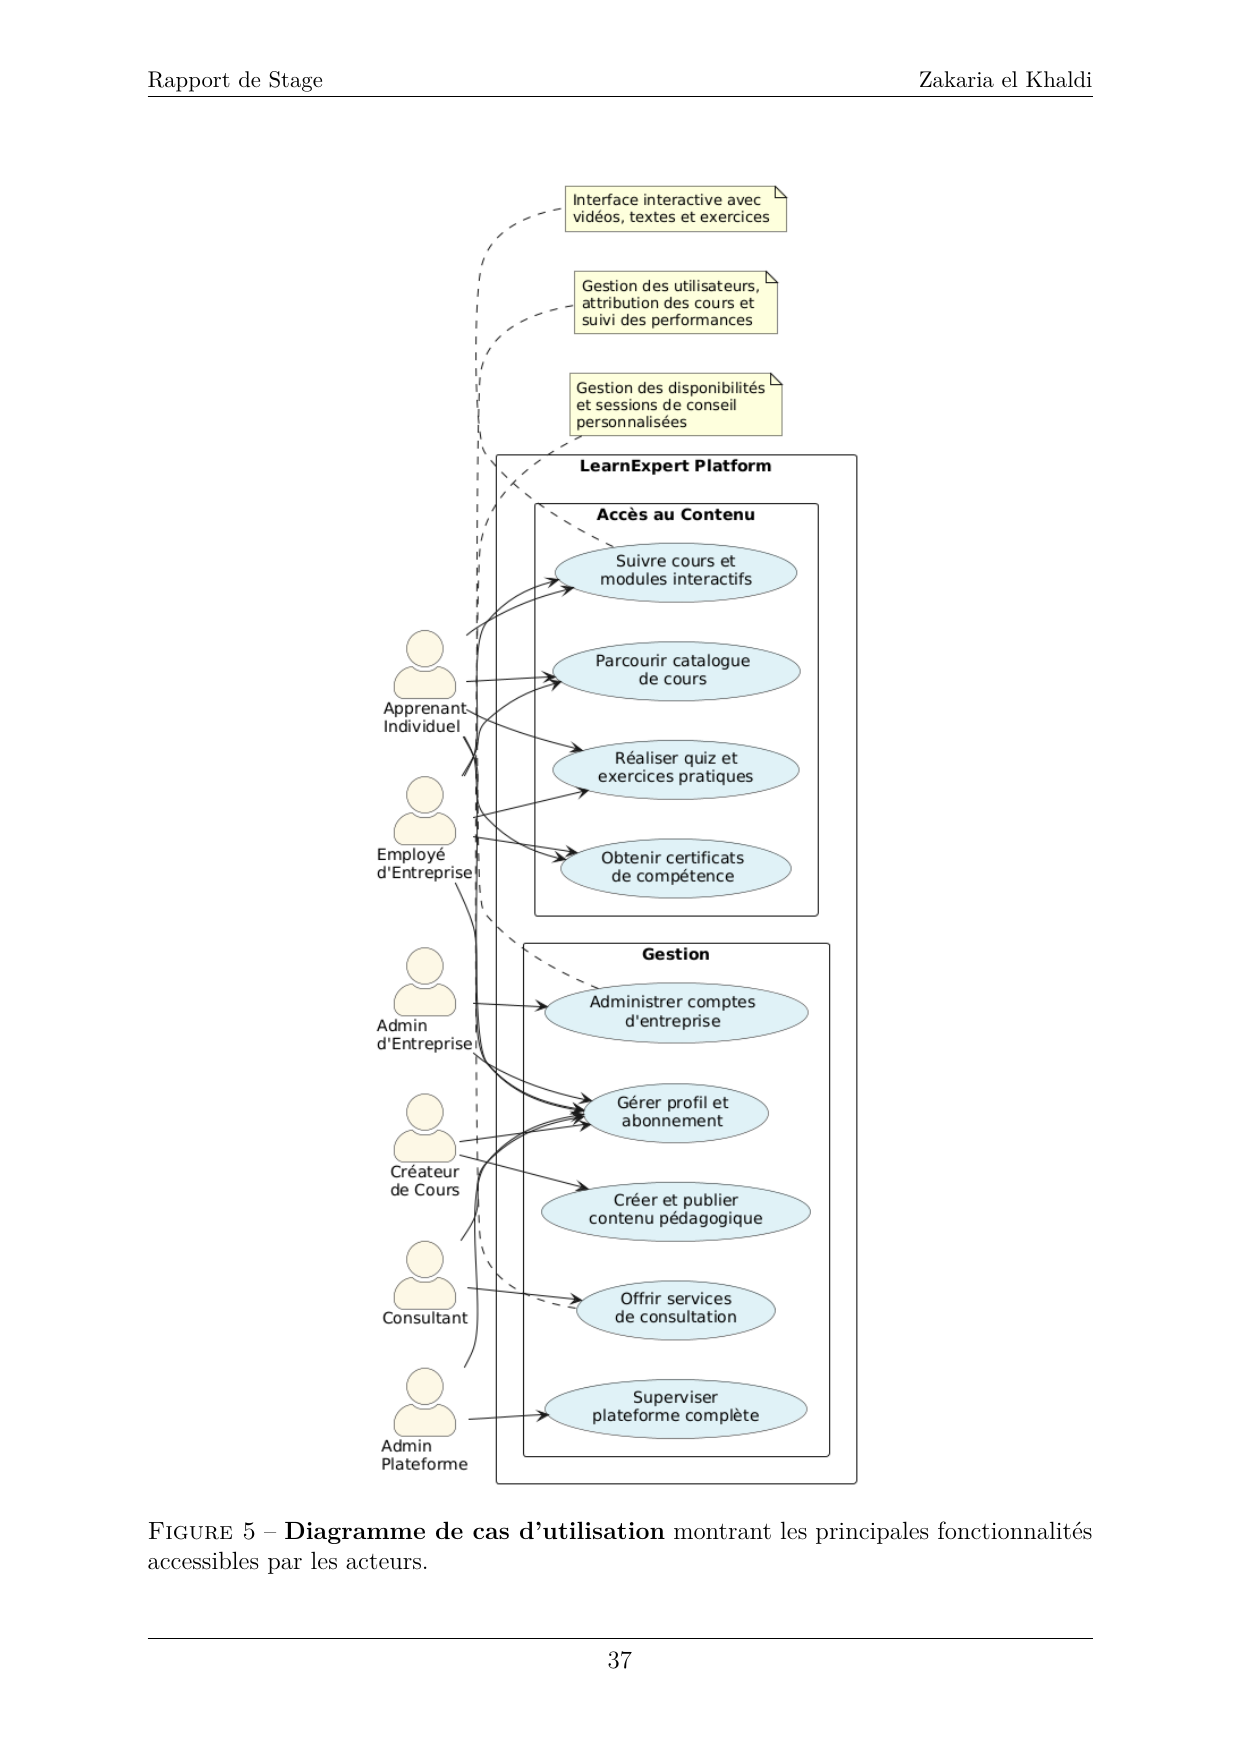 Rapport de Stage
Zakaria el Khaldi
Interface interactive avec
vidéos, textes et exercices
Gestion des utilisateurs,
attribution des cours et
suivi des performances
Gestion des disponibilités
et sessions de conseil
personnalisées
LearnExpert Platform
Accès au Contenu
Suivre cours et
modules interactifs
Parcourir catalogue
de cours
Réaliser quiz et
exercices pratiques
Obtenir certificats
de compétence
Apprenant
Individuel
Employé
d'Entreprise
Admin
d'Entreprise
Créateur
de Cours
Consultant
Admin
Plateforme
Gestion
Administrer comptes
d'entreprise
Gérer profil et
abonnement
Créer et publier
contenu pédagogique
Offrir services
de consultation
Superviser
plateforme complète
FIGURE 5 – Diagramme de cas d'utilisation montrant les principales fonctionnalités
accessibles par les acteurs.
37